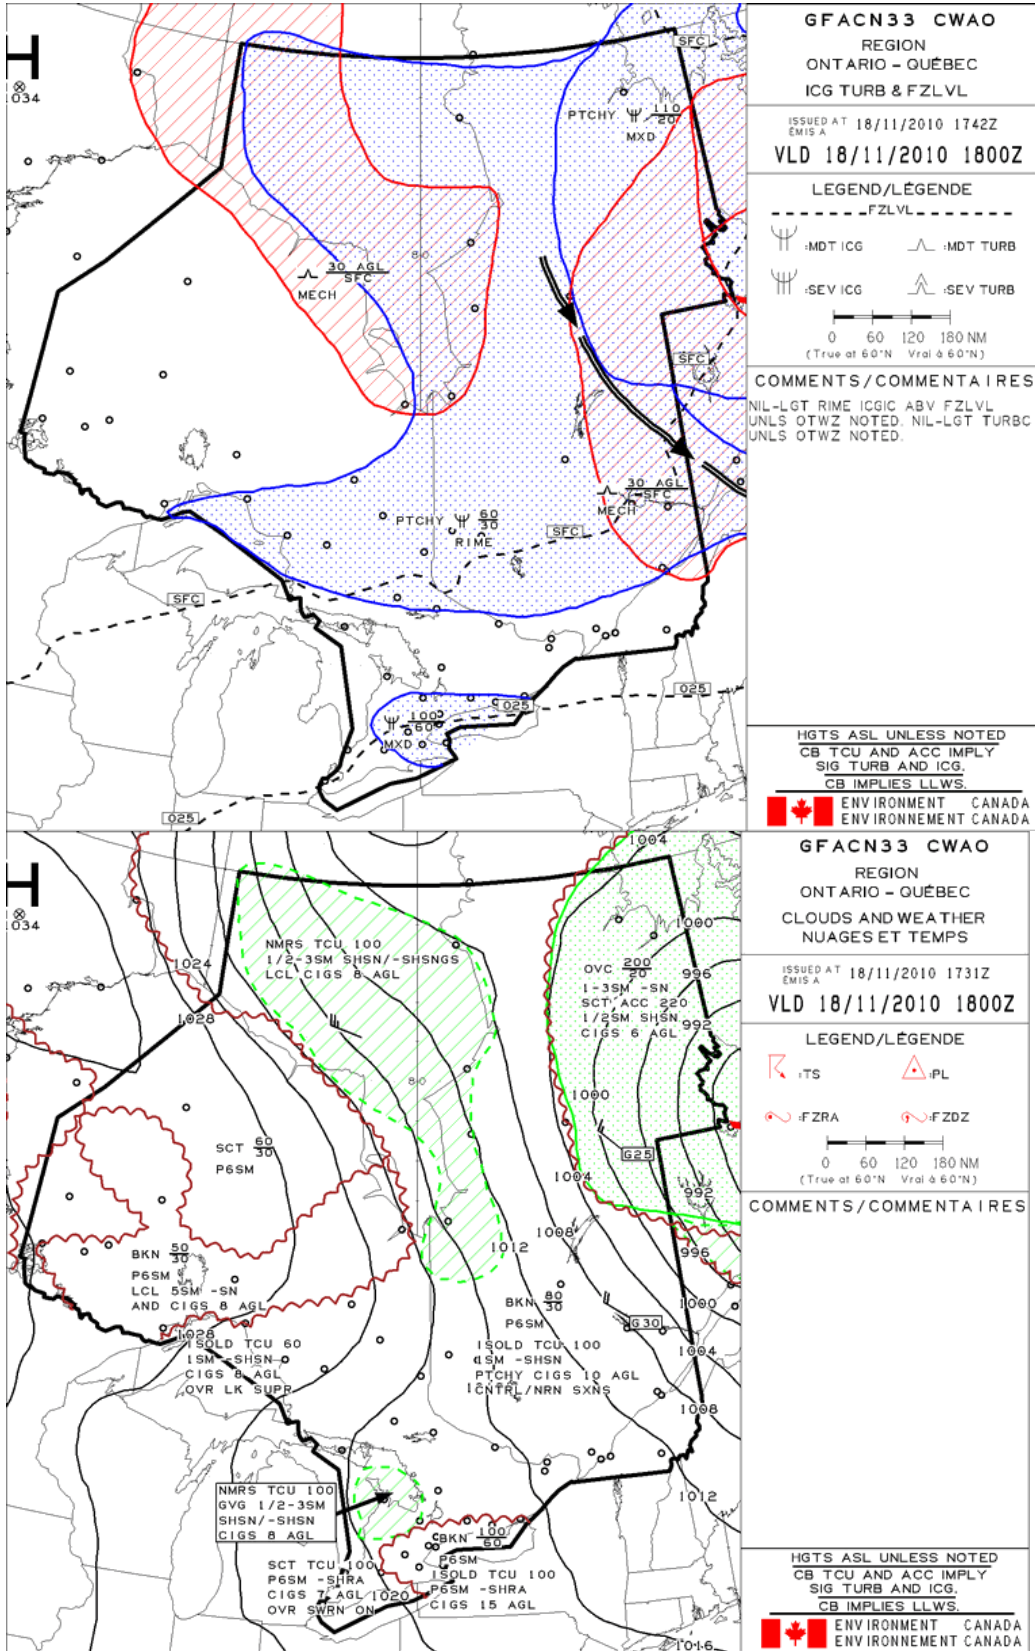 GFACN33 CWAO
REGION
ONTARIO - QUÉBEC
ICG TURB & FZLVL
ISSUED AT
ÉMIS A
18/11/2010 1742Z
VLD 18/11/2010 1800Z
LEGEND/LÉGENDE
FZLVL
:MDT ICG
:MDT TURB
:SEV ICG
:SEV TURB
0 60 120 180 NM
(True at 60°N Vrai à 60°N)
COMMENTS/COMMENTAIRES
NIL-LGT RIME ICGIC ABV FZLVL
UNLS OTWZ NOTED. NIL-LGT TURBC
UNLS OTWZ NOTED.
HGTS ASL UNLESS NOTED
CB TCU AND ACC IMPLY
SIG TURB AND ICG.
CB IMPLIES LLWS.
ENVIRONMENT CANADA
ENVIRONNEMENT CANADA
1034
SFC
PTCHY 110
20
MXD
80
30 AGL
SFC
MECH
SFC
30 AGL
SFC
MECH
PTCHY 60
30
RIME
SFC
SFC
025
025
100
60
MXD
025
GFACN33 CWAO
REGION
ONTARIO - QUÉBEC
CLOUDS AND WEATHER
NUAGES ET TEMPS
ISSUED AT
ÉMIS A
18/11/2010 1731Z
VLD 18/11/2010 1800Z
LEGEND/LÉGENDE
:TS
:PL
:FZRA
:FZDZ
0 60 120 180 NM
(True at 60°N Vrai à 60°N)
COMMENTS/COMMENTAIRES
HGTS ASL UNLESS NOTED
CB TCU AND ACC IMPLY
SIG TURB AND ICG.
CB IMPLIES LLWS.
ENVIRONMENT CANADA
ENVIRONNEMENT CANADA
1004
1034
1000
NMRS TCU 100
1/2-3SM SHSN/-SHSNGS
LCL CIGS 8 AGL
1024
OVC 200
20
1-3SM -SN
SCT ACC 220
1/2SM SHSN
CIGS 6 AGL
996
992
1028
80
1000
G25
SCT 60
30
P6SM
1004
992
1008
1012
996
BKN 50
30
P6SM
LCL 5SM -SN
AND CIGS 8 AGL
BKN 80
30
P6SM
1000
G30
1028
ISOLD TCU 60
1SM -SHSN
CIGS 8 AGL
OVR LK SUPR
ISOLD TCU 100
1SM -SHSN
PTCHY CIGS 10 AGL
CNTRL/NRN SXNS
1004
1008
1012
NMRS TCU 100
GVG 1/2-3SM
SHSN/-SHSN
CIGS 8 AGL
BKN 100
60
P6SM
ISOLD TCU 100
P6SM -SHRA
CIGS 15 AGL
SCT TCU 100
P6SM -SHRA
CIGS 7 AGL
OVR SWRN ON
1020
1016